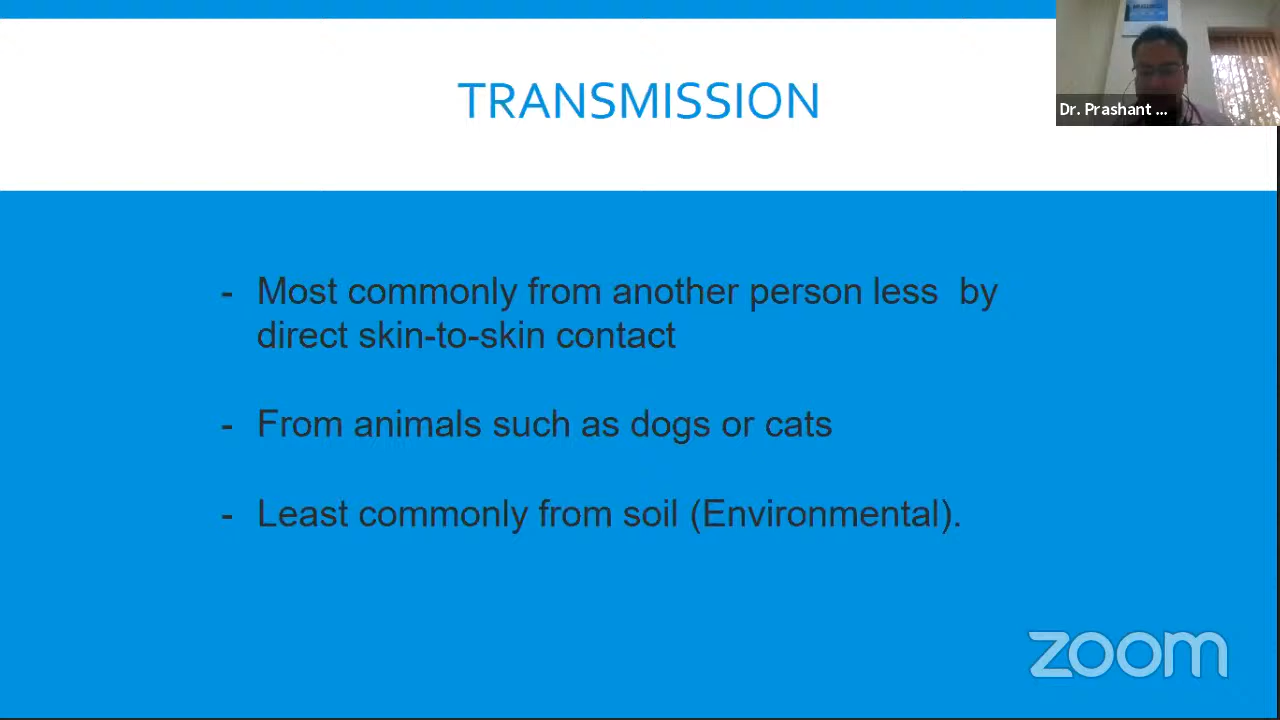 TRANSMISSION
Dr. Prashant ...
- Most commonly from another person less by
direct skin-to-skin contact
- From animals such as dogs or cats
- Least commonly from soil (Environmental).
zoom